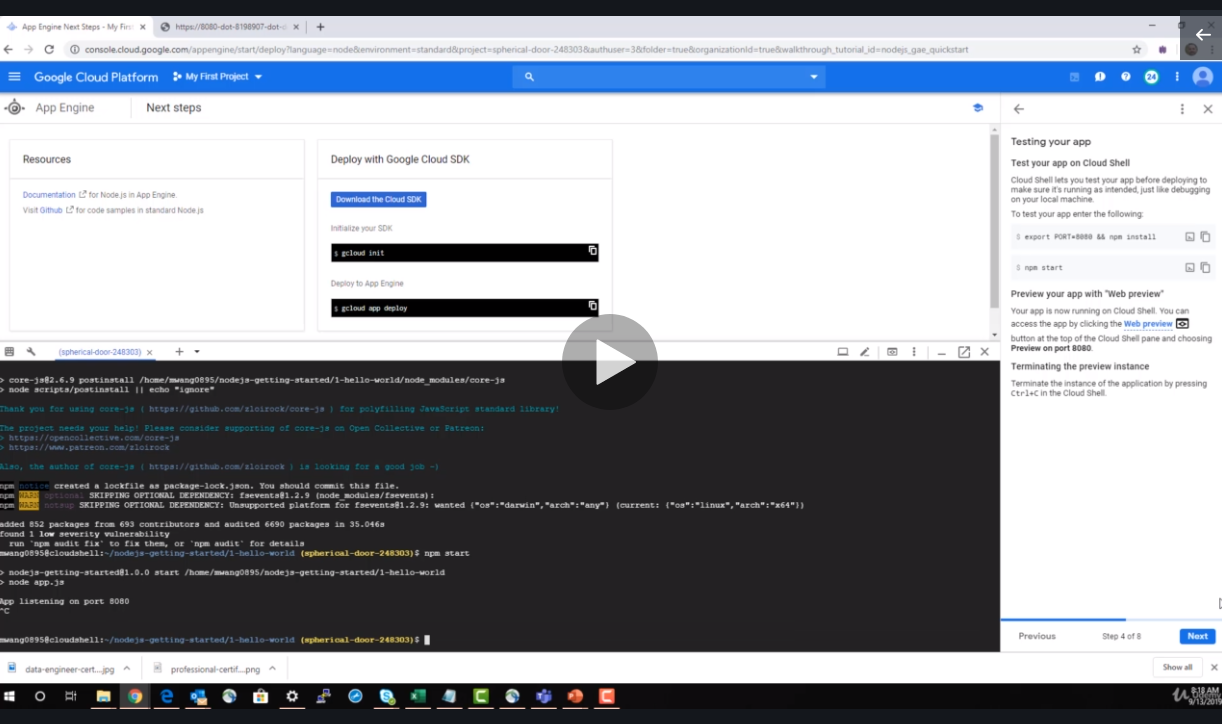 App Engine Next Steps - My Firs
https://8080-dot-8198907-dot-d
console.cloud.google.com/appengine/start/deploy?language=node&environment=standard&project=spherical-door-248303&authuser=3&folder=true&organizationId=true&walkthrough_tutorial_id=nodejs_gae_quickstart
Google Cloud Platform
My First Project
24
App Engine
Next steps
Resources
Documentation for Node.js in App Engine.
Visit Github for code samples in standard Node.js
Deploy with Google Cloud SDK
Download the Cloud SDK
Initialize your SDK
$ gcloud init
Deploy to App Engine
$ gcloud app deploy
Testing your app
Test your app on Cloud Shell
Cloud Shell lets you test your app before deploying to
make sure it's running as intended, just like debugging
on your local machine.
To test your app enter the following:
$ export PORT=8080 && npm install
$ npm start
Preview your app with "Web preview"
Your app is now running on Cloud Shell. You can
access the app by clicking the Web preview
button at the top of the Cloud Shell pane and choosing
Preview on port 8080.
Terminating the preview instance
Terminate the instance of the application by pressing
Ctrl+C in the Cloud Shell.
Previous
Step 4 of 8
Next
(spherical-door-248303)
> core-js@2.6.9 postinstall /home/mwang0895/nodejs-getting-started/1-hello-world/node_modules/core-js
> node scripts/postinstall || echo "ignore"
Thank you for using core-js ( https://github.com/zloirock/core-js ) for polyfilling JavaScript standard library!
The project needs your help! Please consider supporting of core-js on Open Collective or Patreon:
> https://opencollective.com/core-js
> https://www.patreon.com/zloirock
Also, the author of core-js ( https://github.com/zloirock ) is looking for a good job -)
npm notice created a lockfile as package-lock.json. You should commit this file.
npm WARN optional SKIPPING OPTIONAL DEPENDENCY: fsevents@1.2.9 (node_modules/fsevents):
npm WARN notsup SKIPPING OPTIONAL DEPENDENCY: Unsupported platform for fsevents@1.2.9: wanted {"os":"darwin","arch":"any"} (current: {"os":"linux","arch":"x64"})
added 852 packages from 693 contributors and audited 6690 packages in 35.046s
found 1 low severity vulnerability
run `npm audit fix` to fix them, or `npm audit` for details
mwang0895@cloudshell:~/nodejs-getting-started/1-hello-world (spherical-door-248303)$ npm start
> nodejs-getting-started@1.0.0 start /home/mwang0895/nodejs-getting-started/1-hello-world
> node app.js
App listening on port 8080
^C
mwang0895@cloudshell:~/nodejs-getting-started/1-hello-world (spherical-door-248303)$
data-engineer-cert....jpg
professional-certif....png
Show all
8:18 AM
9/13/2019